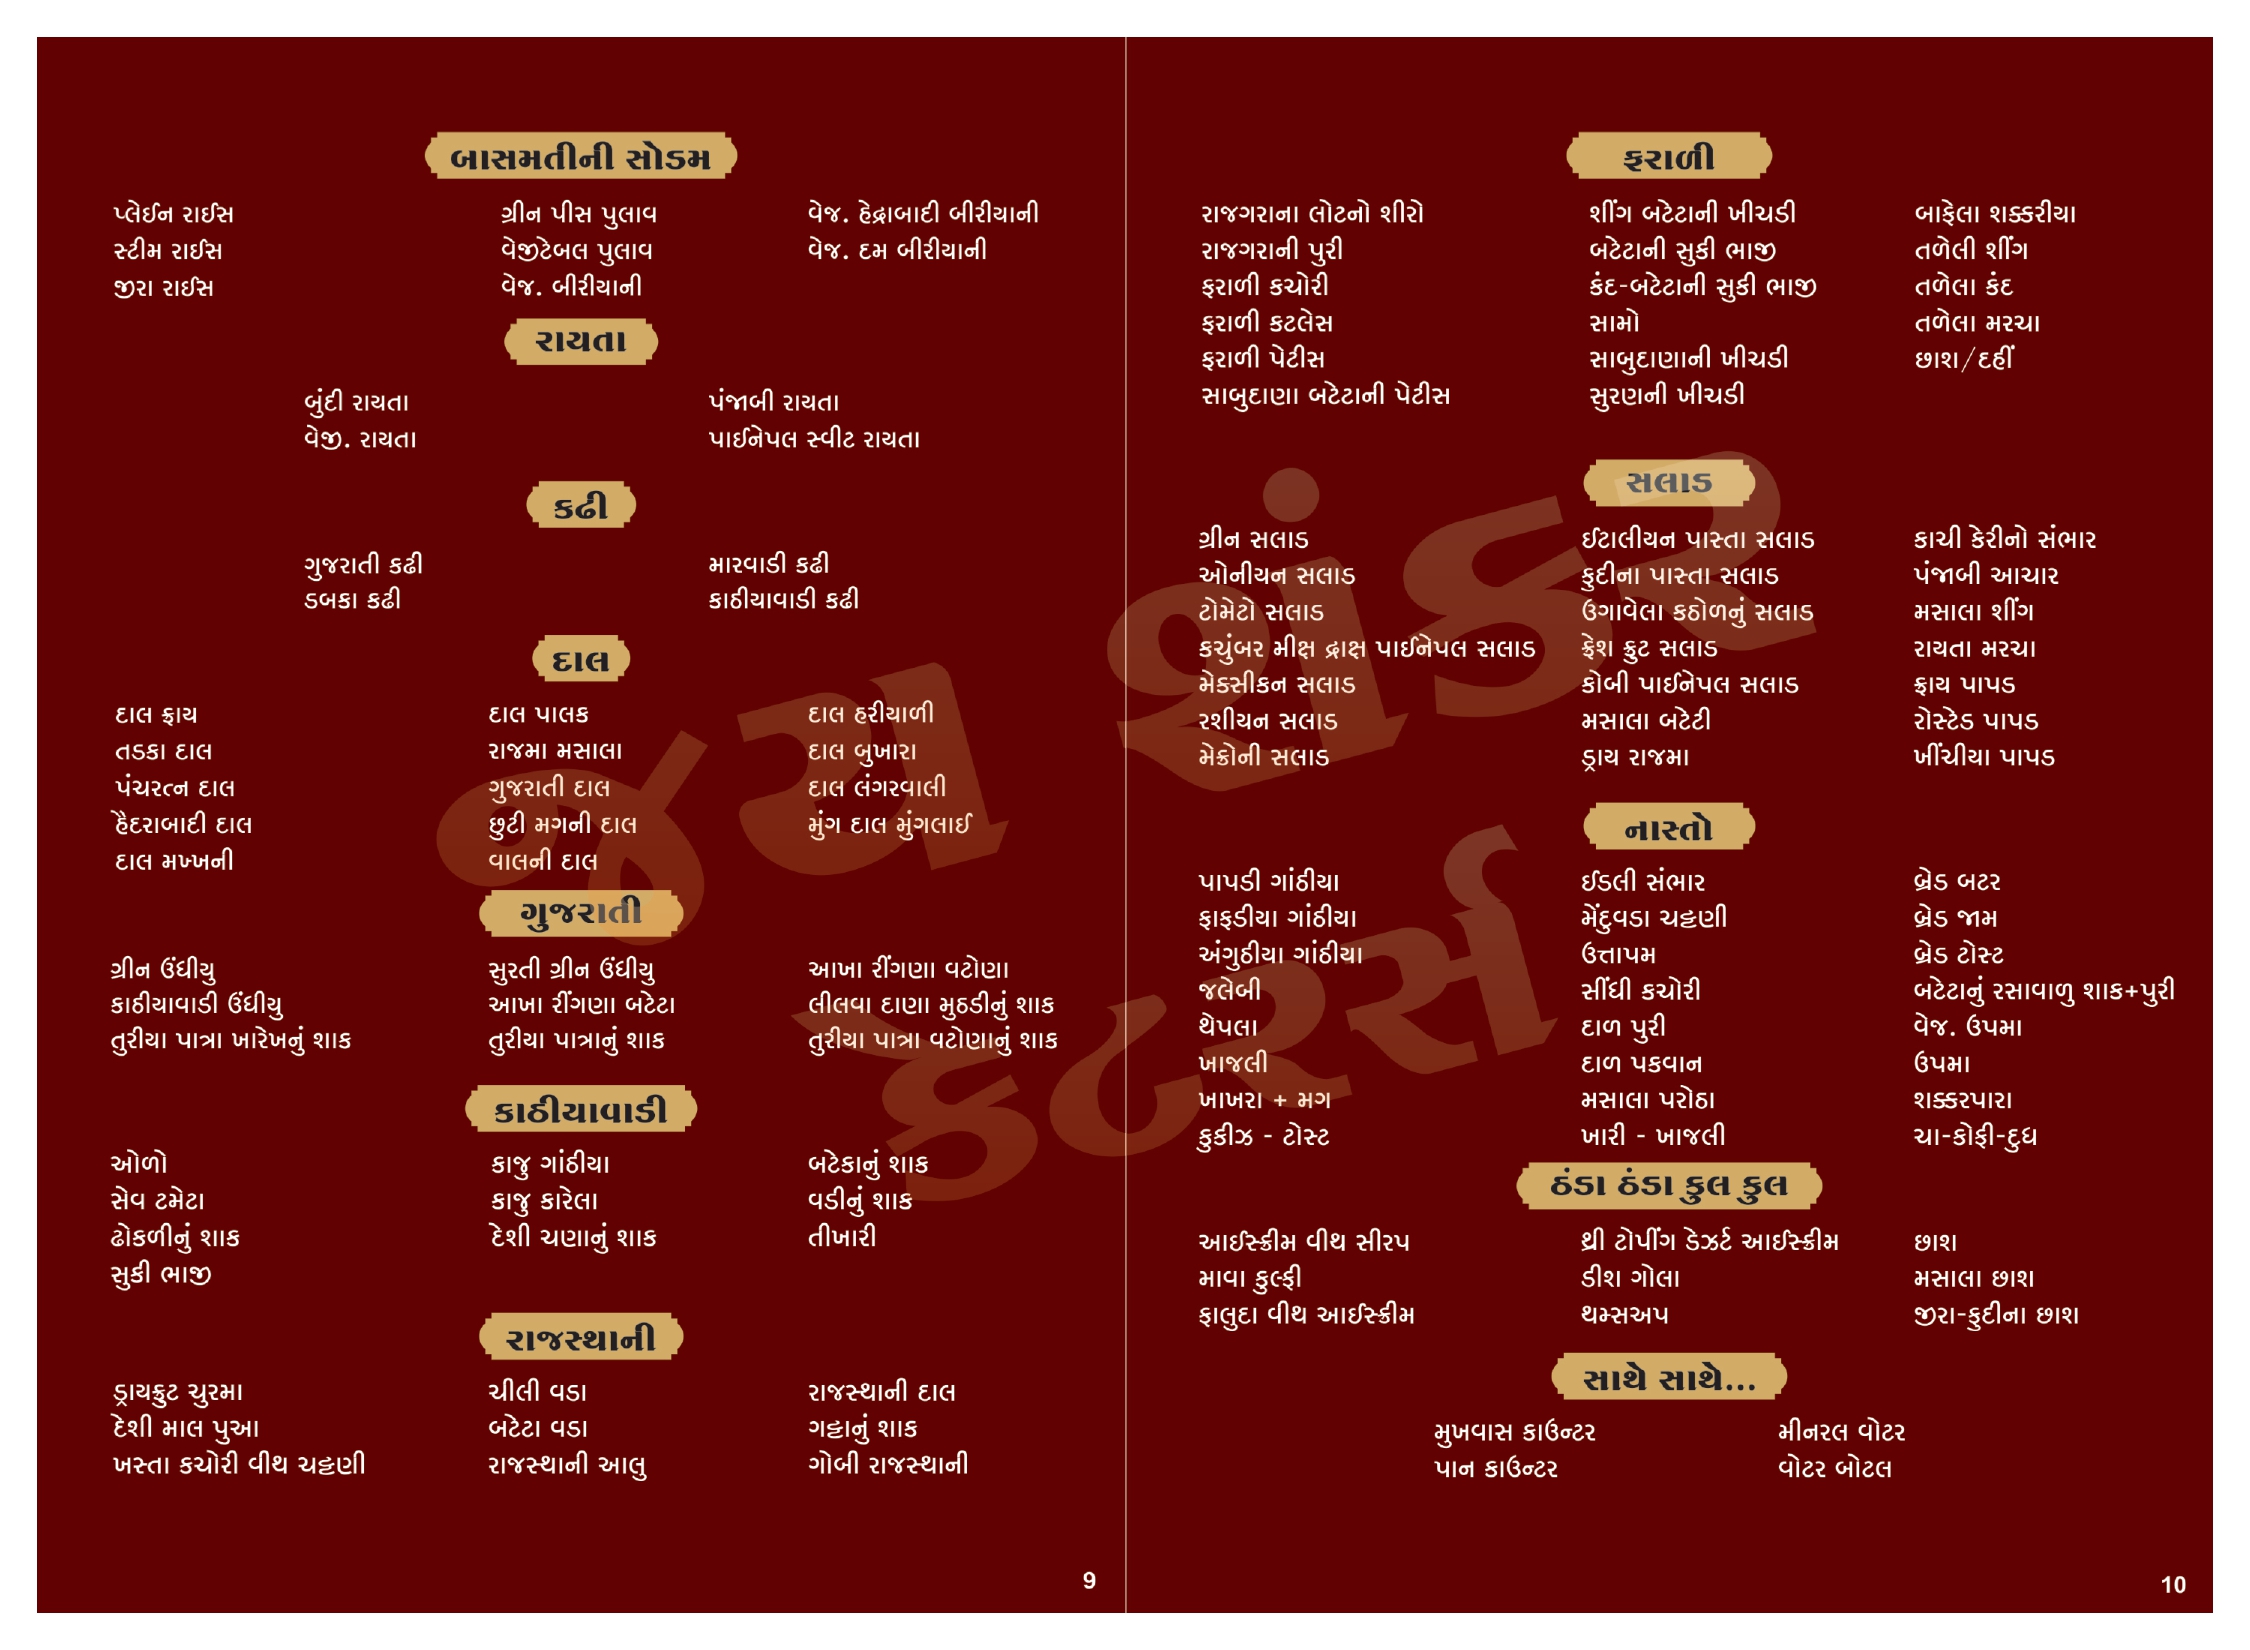 બાસમતીની સોડમ
પ્લેઈન રાઈસ
સ્ટીમ રાઈસ
જીરા રાઈસ
ગ્રીન પીસ પુલાવ
વેજીટેબલ પુલાવ
વેજ. બીરીયાની
વેજ. હેદ્રાબાદી બીરીયાની
વેજ. દમ બીરીયાની
રાયતા
બુંદી રાયતા
વેજી. રાયતા
પંજાબી રાયતા
પાઈનેપલ સ્વીટ રાયતા
કઢી
ગુજરાતી કઢી
ડબકા કઢી
મારવાડી કઢી
કાઠીયાવાડી કઢી
દાલ
દાલ ફ્રાય
તડકા દાલ
પંચરત્ન દાલ
હૈદરાબાદી દાલ
દાલ મખ્ખની
દાલ પાલક
રાજમા મસાલા
ગુજરાતી દાલ
છુટી મગની દાલ
વાલની દાલ
દાલ હરીયાળી
દાલ બુખારા
દાલ લંગરવાલી
મુંગ દાલ મુંગલાઈ
ગુજરાતી
ગ્રીન ઉંધીયુ
કાઠીયાવાડી ઉંધીયુ
તુરીયા પાત્રા ખારેખનું શાક
સુરતી ગ્રીન ઉંધીયુ
આખા રીંગણા બટેટા
તુરીયા પાત્રાનું શાક
આખા રીંગણા વટોણા
લીલવા દાણા મુઠડીનું શાક
તુરીયા પાત્રા વટોણાનું શાક
કાઠીયાવાડી
ઓળો
સેવ ટમેટા
ઢોકળીનું શાક
સુકી ભાજી
કાજુ ગાંઠીયા
કાજુ કારેલા
દેશી ચણાનું શાક
બટેકાનું શાક
વડીનું શાક
તીખારી
રાજસ્થાની
ડ્રાયફ્રુટ ચુરમા
દેશી માલ પુઆ
ખસ્તા કચોરી વીથ ચટ્ટણી
ચીલી વડા
બટેટા વડા
રાજસ્થાની આલુ
રાજસ્થાની દાલ
ગટ્ટાનું શાક
ગોબી રાજસ્થાની
9
ફરાળી
રાજગરાના લોટનો શીરો
રાજગરાની પુરી
ફરાળી કચોરી
ફરાળી કટલેસ
ફરાળી પેટીસ
સાબુદાણા બટેટાની પેટીસ
શીંગ બટેટાની ખીચડી
બટેટાની સુકી ભાજી
કંદ-બટેટાની સુકી ભાજી
સામો
સાબુદાણાની ખીચડી
સુરણની ખીચડી
બાફેલા શક્કરીયા
તળેલી શીંગ
તળેલા કંદ
તળેલા મરચા
છાશ/દહીં
સલાડ
ગ્રીન સલાડ
ઓનીયન સલાડ
ટોમેટો સલાડ
કચુંબર મીક્ષ દ્રાક્ષ પાઈનેપલ સલાડ
મેક્સીકન સલાડ
રશીયન સલાડ
મેક્રોની સલાડ
ઈટાલીયન પાસ્તા સલાડ
કુદીના પાસ્તા સલાડ
ઉગાવેલા કઠોળનું સલાડ
ફ્રેશ ફ્રુટ સલાડ
કોબી પાઈનેપલ સલાડ
મસાલા બટેટી
ડ્રાય રાજમા
કાચી કેરીનો સંભાર
પંજાબી આચાર
મસાલા શીંગ
રાયતા મરચા
ફ્રાય પાપડ
રોસ્ટેડ પાપડ
ખીંચીયા પાપડ
નાસ્તો
પાપડી ગાંઠીયા
ફાફડીયા ગાંઠીયા
અંગુઠીયા ગાંઠીયા
જલેબી
થેપલા
ખાજલી
ખાખરા + મગ
કુકીઝ - ટોસ્ટ
ઈડલી સંભાર
મેંદુવડા ચટ્ટણી
ઉત્તાપમ
સીંધી કચોરી
દાળ પુરી
દાળ પકવાન
મસાલા પરોઠા
ખારી - ખાજલી
બ્રેડ બટર
બ્રેડ જામ
બ્રેડ ટોસ્ટ
બટેટાનું રસાવાળુ શાક+પુરી
વેજ. ઉપમા
ઉપમા
શક્કરપારા
ચા-કોફી-દુધ
ઠંડા ઠંડા કુલ કુલ
આઈસ્ક્રીમ વીથ સીરપ
માવા કુલ્ફી
ફાલુદા વીથ આઈસ્ક્રીમ
થ્રી ટોપીંગ ડેઝર્ટ આઈસ્ક્રીમ
ડીશ ગોલા
થમ્સઅપ
છાશ
મસાલા છાશ
જીરા-કુદીના છાશ
સાથે સાથે...
મુખવાસ કાઉન્ટર
પાન કાઉન્ટર
મીનરલ વોટર
વોટર બોટલ
10
જય શંકર
કેટરર્સ